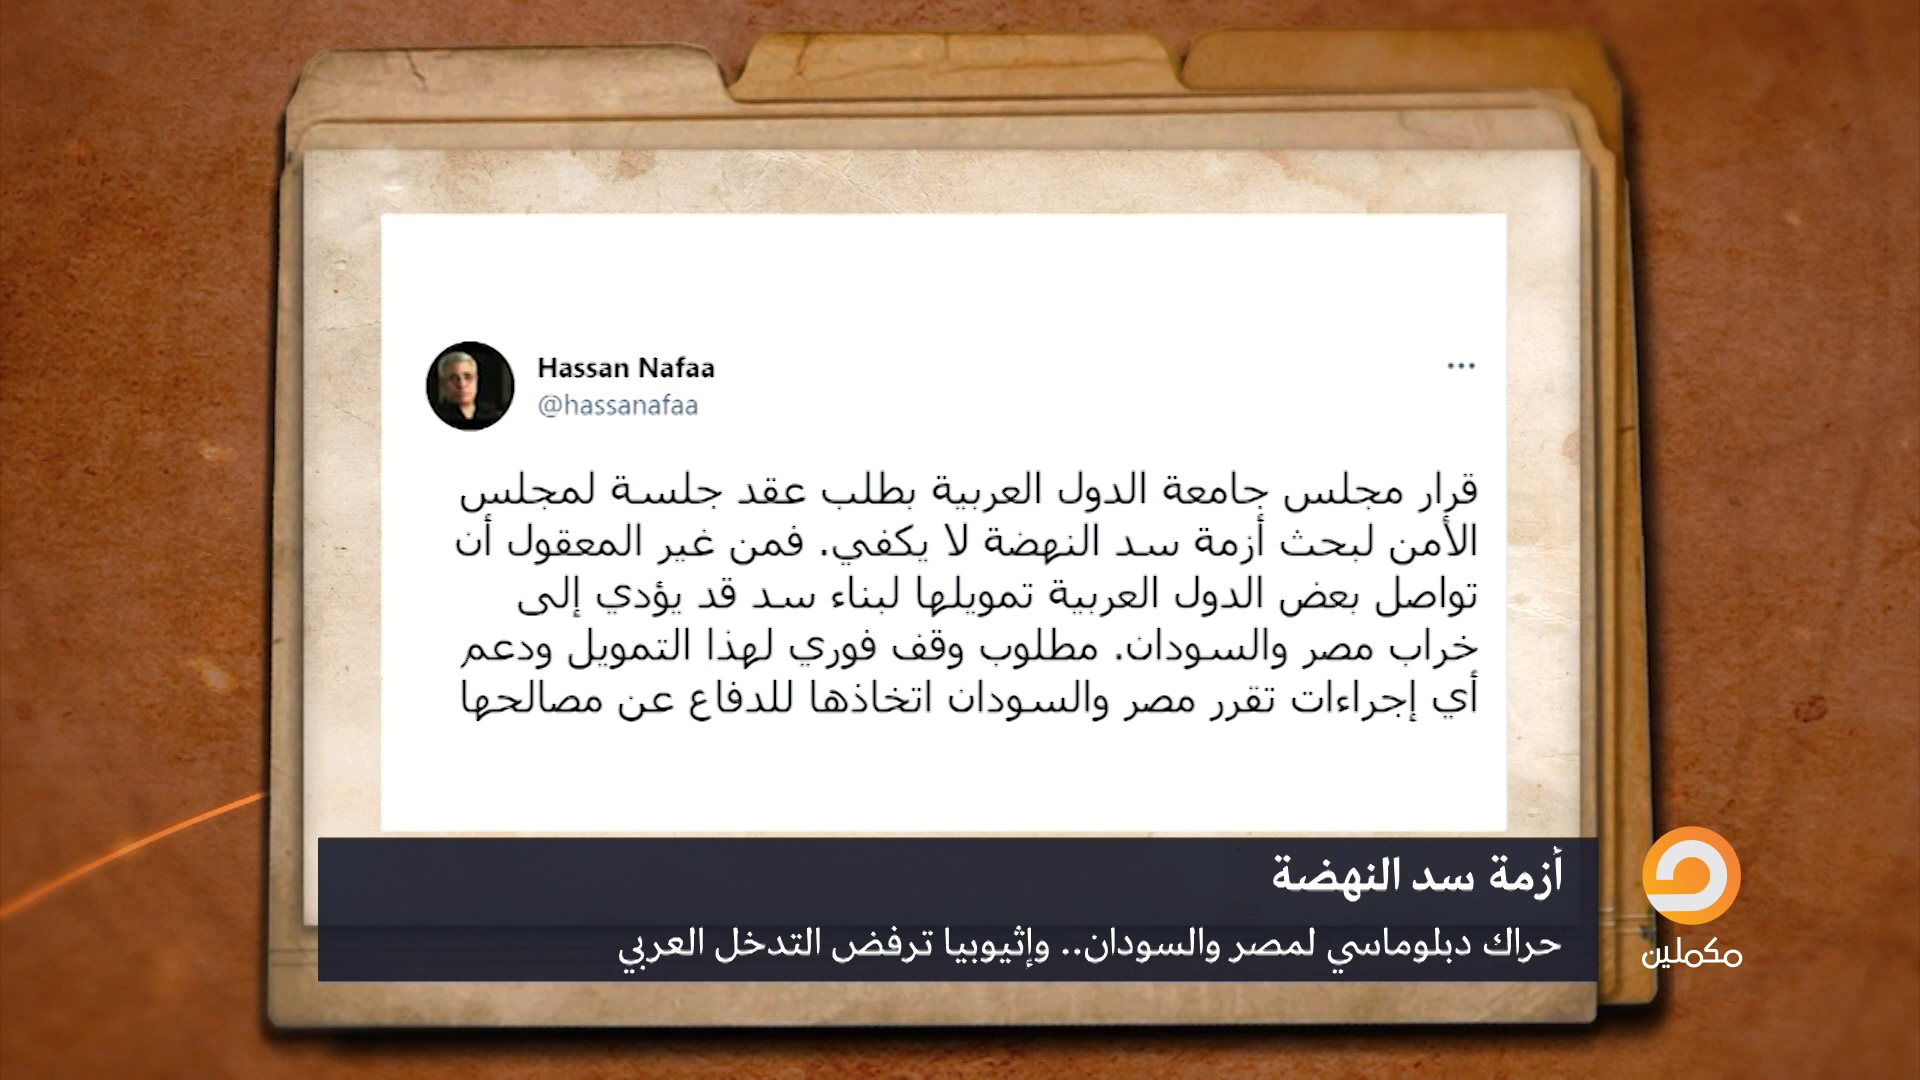 Hassan Nafaa
@hassanafaa
قرار مجلس جامعة الدول العربية بطلب عقد جلسة لمجلس
الأمن لبحث أزمة سد النهضة لا يكفي. فمن غير المعقول أن
تواصل بعض الدول العربية تمويلها لبناء سد قد يؤدي إلى
خراب مصر والسودان. مطلوب وقف فوري لهذا التمويل ودعم
أي إجراءات تقرر مصر والسودان اتخاذها للدفاع عن مصالحها
أزمة سد النهضة
حراك دبلوماسي لمصر والسودان.. وإثيوبيا ترفض التدخل العربي
مكملين